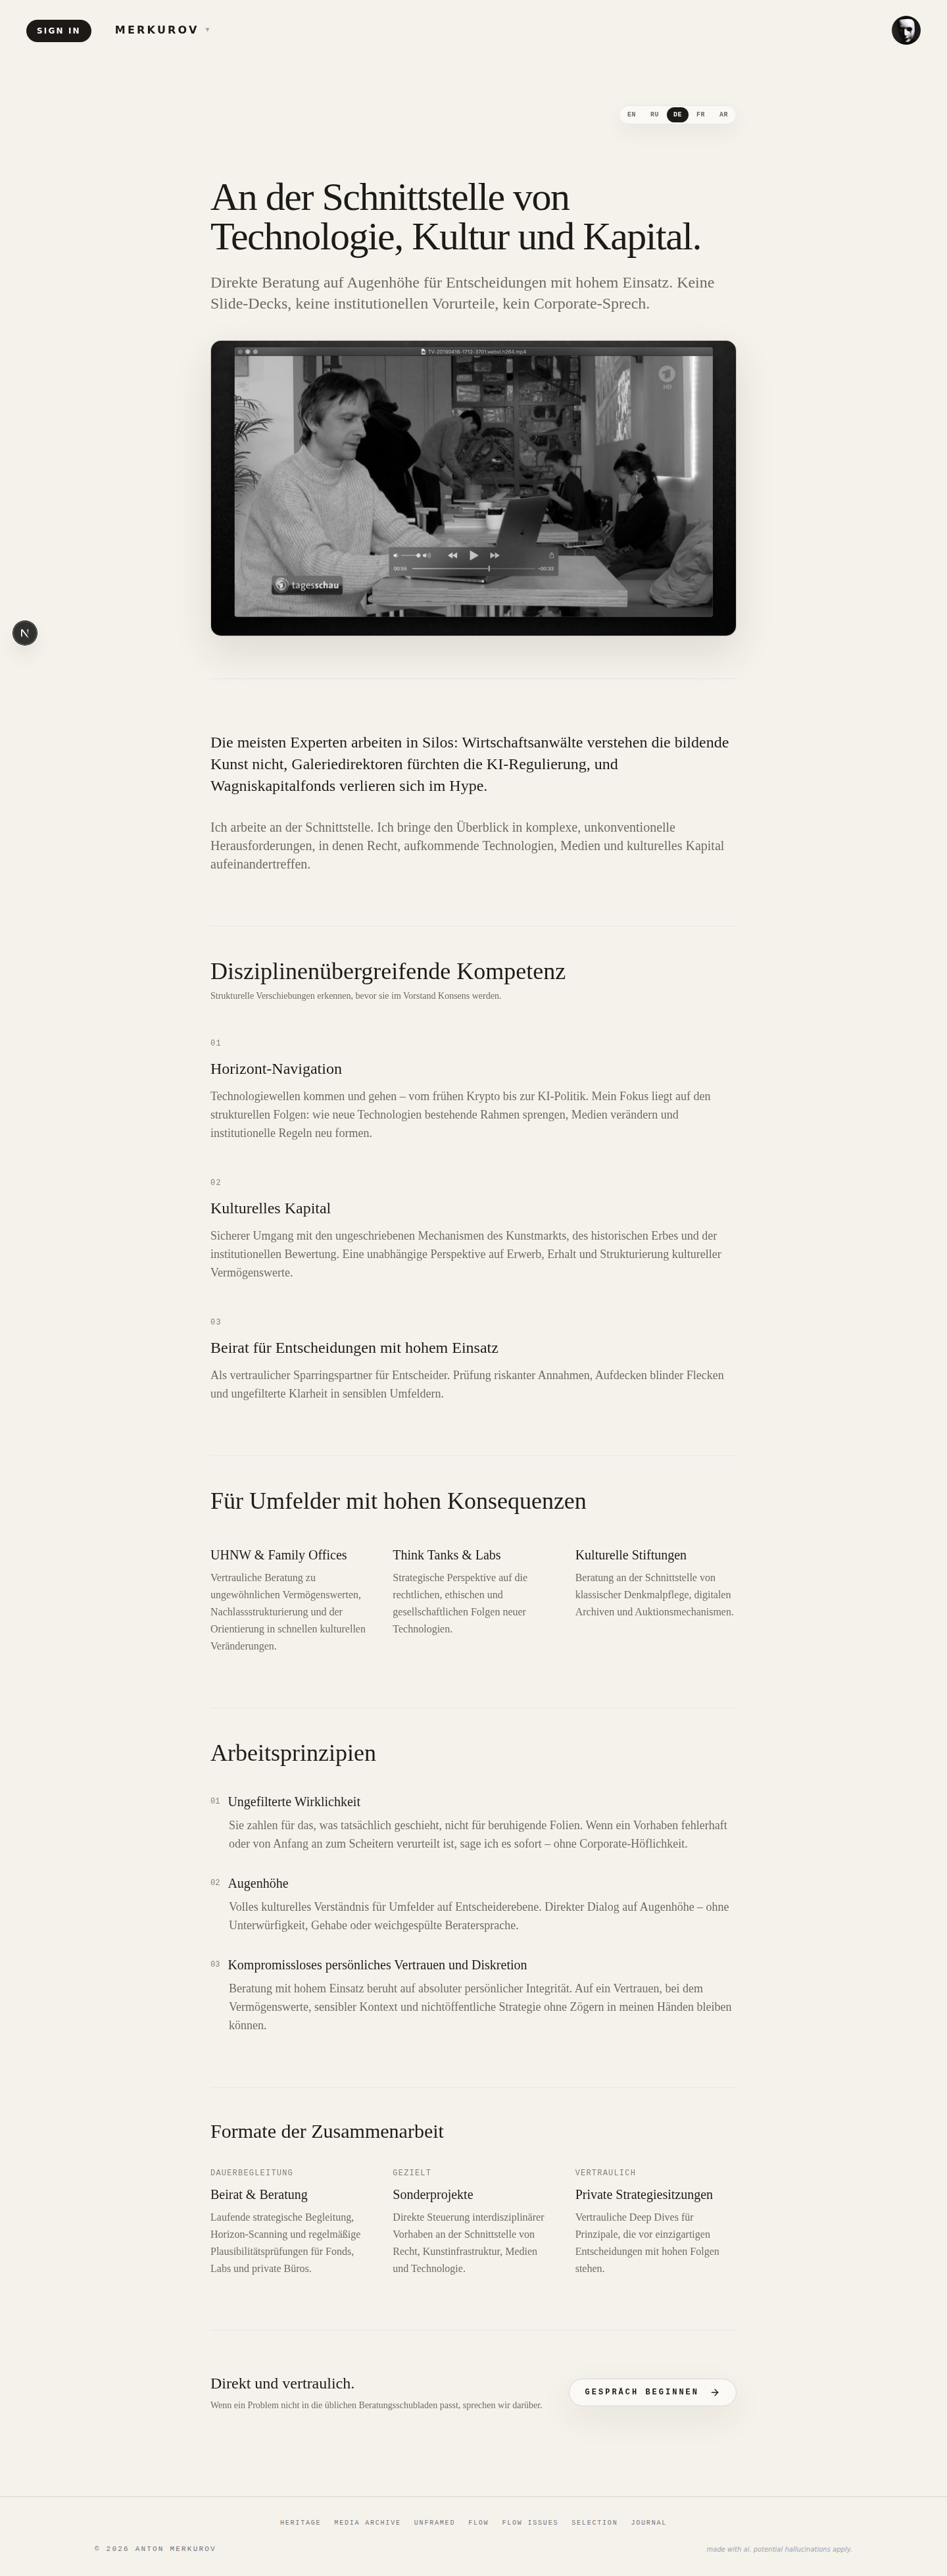 SIGN IN
MERKUROV
EN RU DE FR AR
An der Schnittstelle von
Technologie, Kultur und Kapital.
Direkte Beratung auf Augenhöhe für Entscheidungen mit hohem Einsatz. Keine
Slide-Decks, keine institutionellen Vorurteile, kein Corporate-Sprech.
TV-20190416-1712-3701.webxl.h264.mp4
HD
00:55 -00:33
tagesschau
N
Die meisten Experten arbeiten in Silos: Wirtschaftsanwälte verstehen die bildende
Kunst nicht, Galeriedirektoren fürchten die KI-Regulierung, und
Wagniskapitalfonds verlieren sich im Hype.
Ich arbeite an der Schnittstelle. Ich bringe den Überblick in komplexe, unkonventionelle
Herausforderungen, in denen Recht, aufkommende Technologien, Medien und kulturelles Kapital
aufeinandertreffen.
Disziplinenübergreifende Kompetenz
Strukturelle Verschiebungen erkennen, bevor sie im Vorstand Konsens werden.
01
Horizont-Navigation
Technologiewellen kommen und gehen – vom frühen Krypto bis zur KI-Politik. Mein Fokus liegt auf den
strukturellen Folgen: wie neue Technologien bestehende Rahmen sprengen, Medien verändern und
institutionelle Regeln neu formen.
02
Kulturelles Kapital
Sicherer Umgang mit den ungeschriebenen Mechanismen des Kunstmarkts, des historischen Erbes und der
institutionellen Bewertung. Eine unabhängige Perspektive auf Erwerb, Erhalt und Strukturierung kultureller
Vermögenswerte.
03
Beirat für Entscheidungen mit hohem Einsatz
Als vertraulicher Sparringspartner für Entscheider. Prüfung riskanter Annahmen, Aufdecken blinder Flecken
und ungefilterte Klarheit in sensiblen Umfeldern.
Für Umfelder mit hohen Konsequenzen
UHNW & Family Offices
Vertrauliche Beratung zu
ungewöhnlichen Vermögenswerten,
Nachlassstrukturierung und der
Orientierung in schnellen kulturellen
Veränderungen.
Think Tanks & Labs
Strategische Perspektive auf die
rechtlichen, ethischen und
gesellschaftlichen Folgen neuer
Technologien.
Kulturelle Stiftungen
Beratung an der Schnittstelle von
klassischer Denkmalpflege, digitalen
Archiven und Auktionsmechanismen.
Arbeitsprinzipien
01 Ungefilterte Wirklichkeit
Sie zahlen für das, was tatsächlich geschieht, nicht für beruhigende Folien. Wenn ein Vorhaben fehlerhaft
oder von Anfang an zum Scheitern verurteilt ist, sage ich es sofort – ohne Corporate-Höflichkeit.
02 Augenhöhe
Volles kulturelles Verständnis für Umfelder auf Entscheiderebene. Direkter Dialog auf Augenhöhe – ohne
Unterwürfigkeit, Gehabe oder weichgespülte Beratersprache.
03 Kompromissloses persönliches Vertrauen und Diskretion
Beratung mit hohem Einsatz beruht auf absoluter persönlicher Integrität. Auf ein Vertrauen, bei dem
Vermögenswerte, sensibler Kontext und nichtöffentliche Strategie ohne Zögern in meinen Händen bleiben
können.
Formate der Zusammenarbeit
DAUERBEGLEITUNG
Beirat & Beratung
Laufende strategische Begleitung,
Horizon-Scanning und regelmäßige
Plausibilitätsprüfungen für Fonds,
Labs und private Büros.
GEZIELT
Sonderprojekte
Direkte Steuerung interdisziplinärer
Vorhaben an der Schnittstelle von
Recht, Kunstinfrastruktur, Medien
und Technologie.
VERTRAULICH
Private Strategiesitzungen
Vertrauliche Deep Dives für
Prinzipale, die vor einzigartigen
Entscheidungen mit hohen Folgen
stehen.
Direkt und vertraulich.
Wenn ein Problem nicht in die üblichen Beratungsschubladen passt, sprechen wir darüber.
GESPRÄCH BEGINNEN
HERITAGE MEDIA ARCHIVE UNFRAMED FLOW FLOW ISSUES SELECTION JOURNAL
© 2026 ANTON MERKUROV
made with ai. potential hallucinations apply.